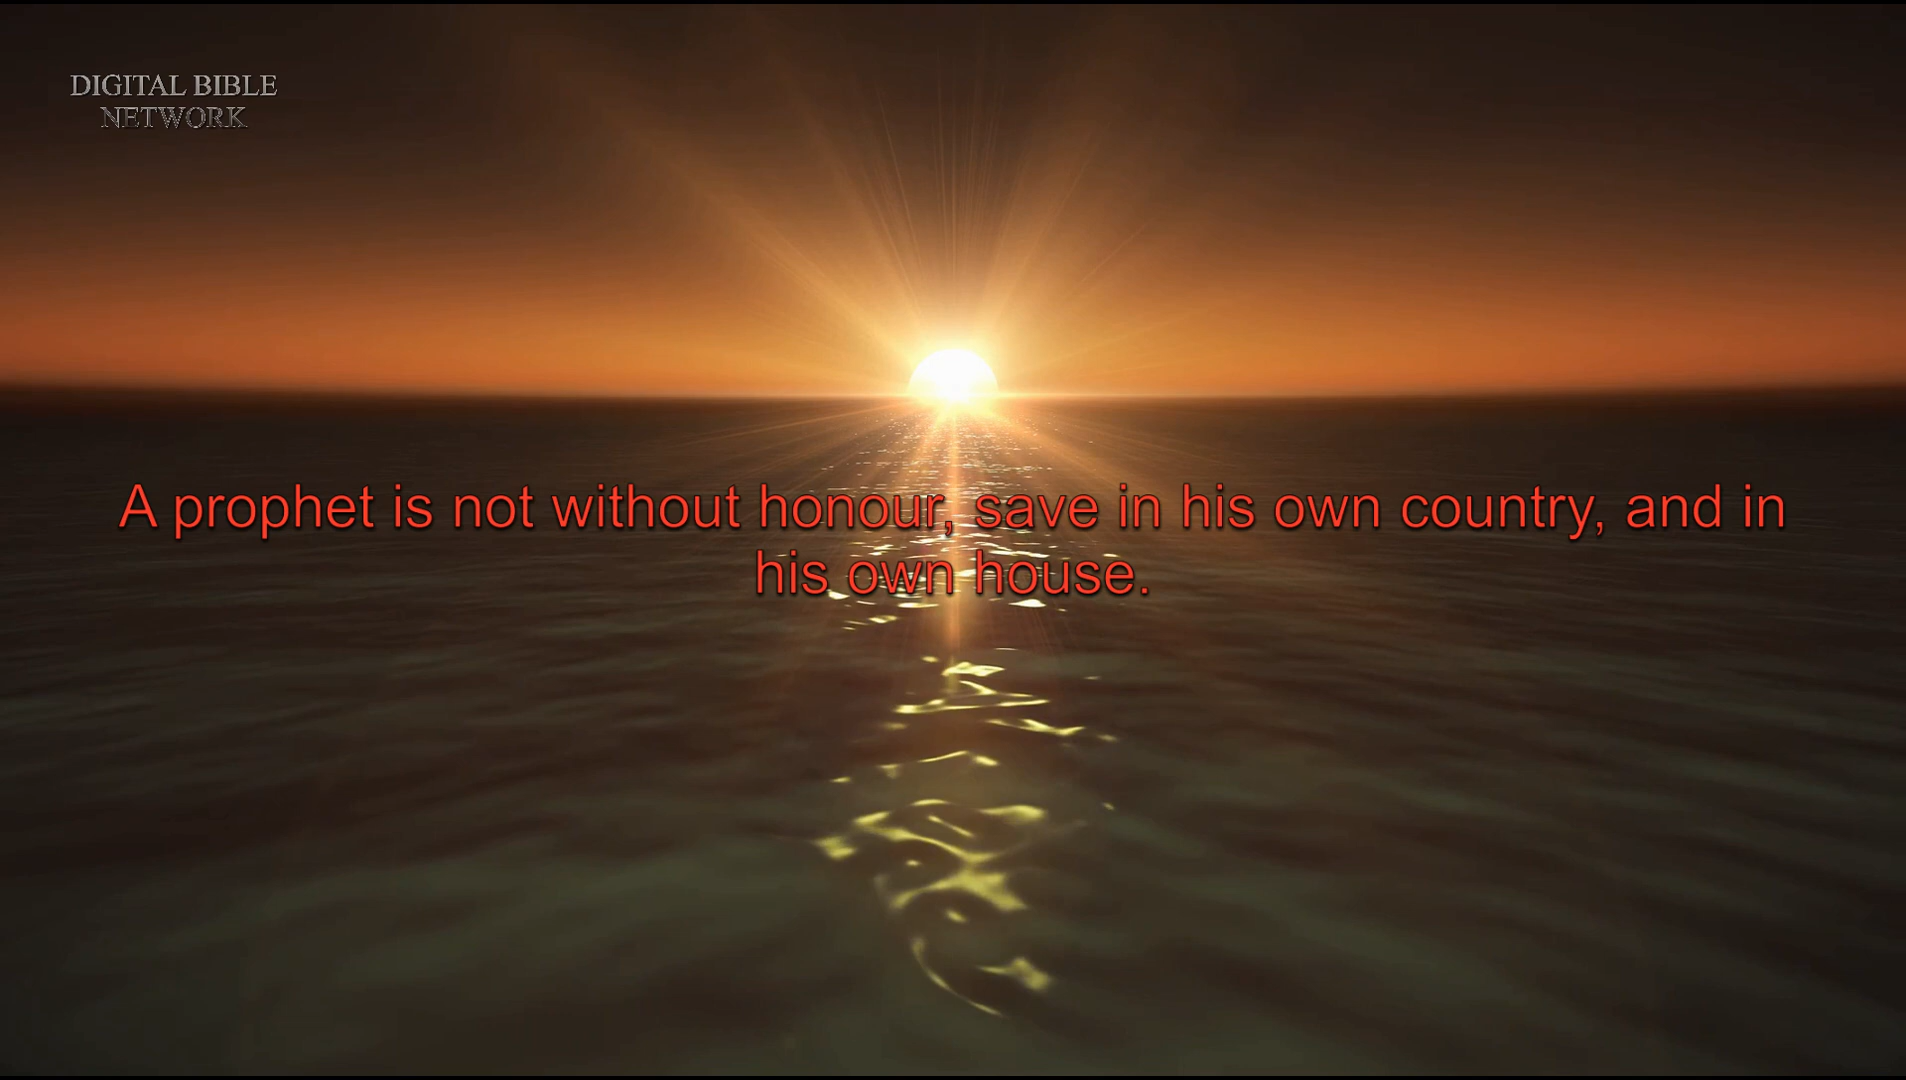 DIGITAL BIBLE
NETWORK
A prophet is not without honour, save in his own country, and in
his own house.